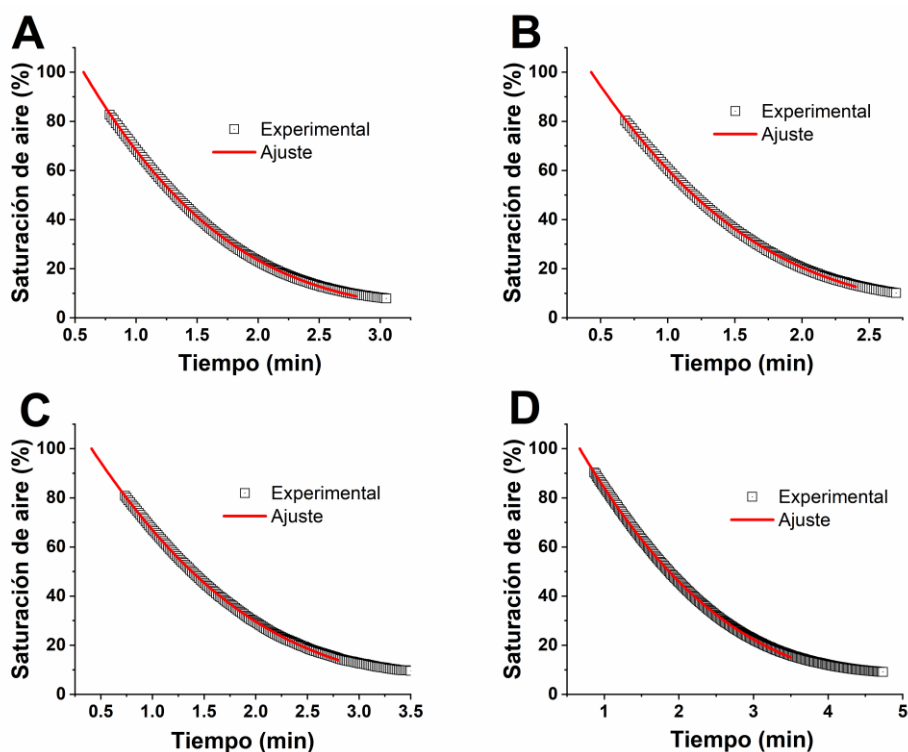 A
Saturación de aire (%)
100
80
60
40
20
0
Experimental
Ajuste
0.5 1.0 1.5 2.0 2.5 3.0
Tiempo (min)
B
Saturación de aire (%)
100
80
60
40
20
0
Experimental
Ajuste
0.5 1.0 1.5 2.0 2.5
Tiempo (min)
C
Saturación de aire (%)
100
80
60
40
20
0
Experimental
Ajuste
0.5 1.0 1.5 2.0 2.5 3.0 3.5
Tiempo (min)
D
Saturación de aire (%)
100
80
60
40
20
0
Experimental
Ajuste
1 2 3 4 5
Tiempo (min)